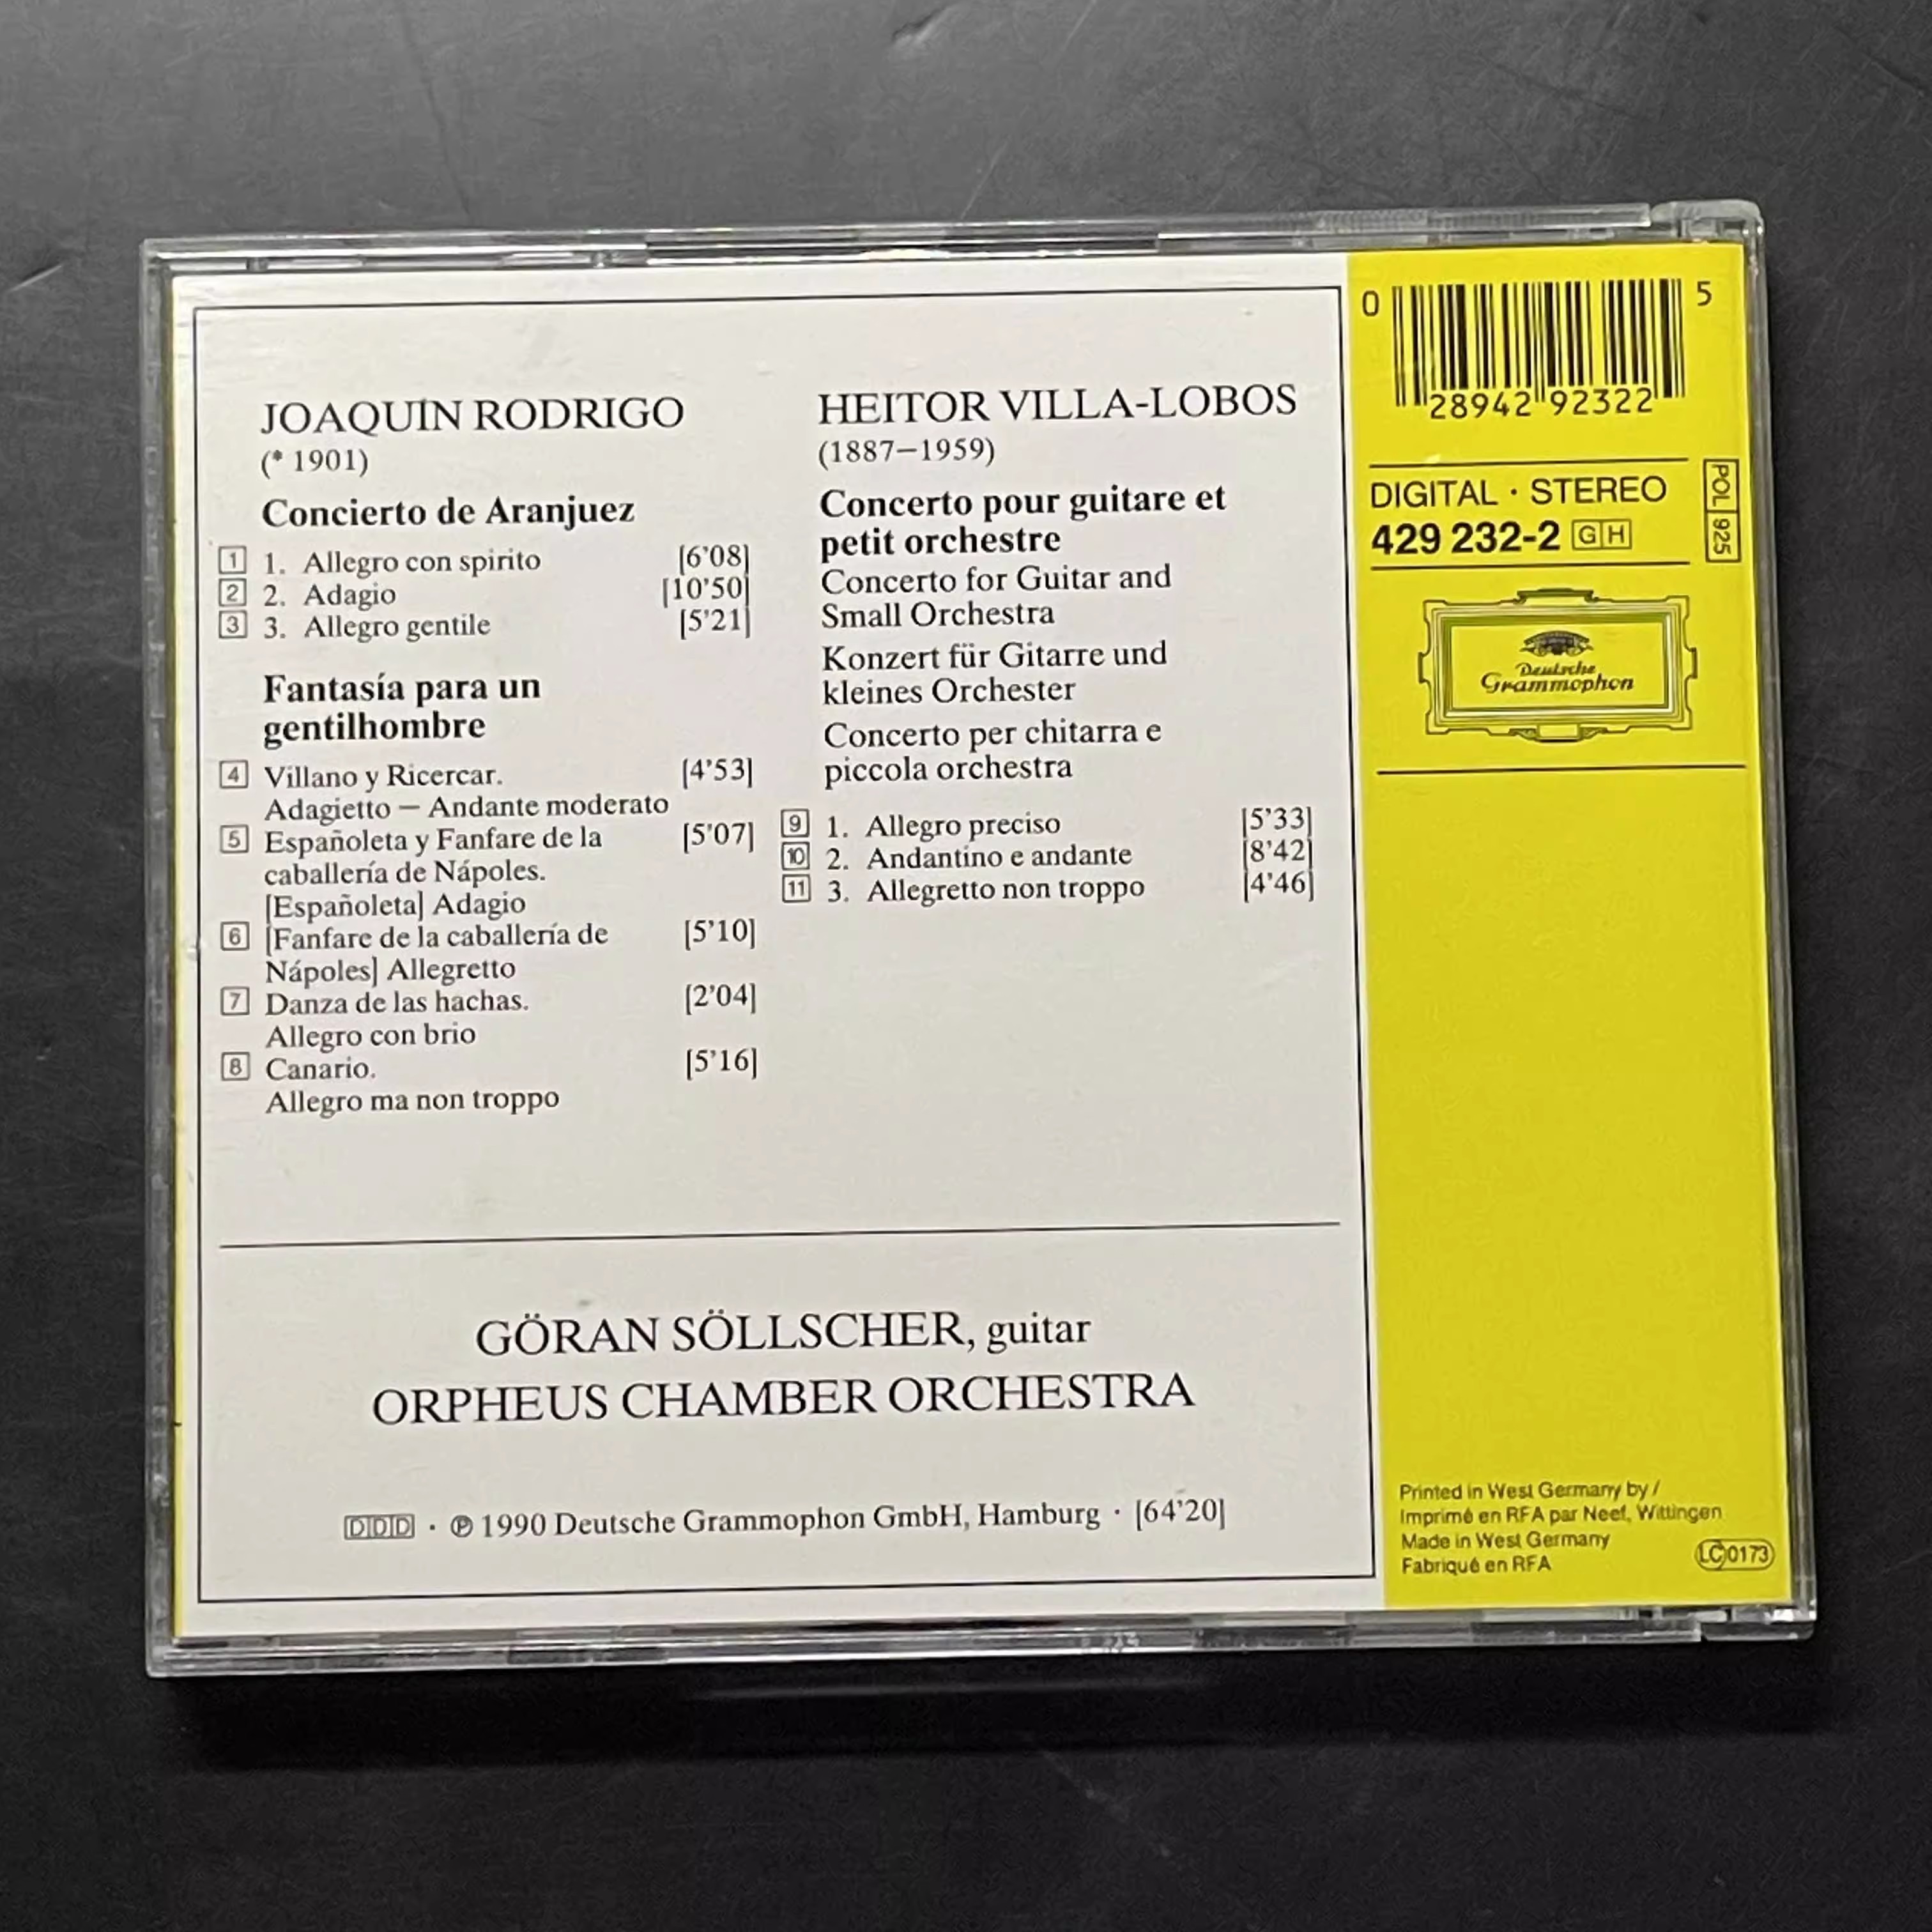 JOAQUÍN RODRIGO
(* 1901)
Concierto de Aranjuez
1 1. Allegro con spirito [6'08]
2 2. Adagio [10'50]
3 3. Allegro gentile [5'21]
Fantasía para un
gentilhombre
4 Villano y Ricercar. [4'53]
Adagietto — Andante moderato
5 Españoleta y Fanfare de la [5'07]
caballería de Nápoles.
[Españoleta] Adagio
6 [Fanfare de la caballería de [5'10]
Nápoles] Allegretto
7 Danza de las hachas. [2'04]
Allegro con brio
8 Canario. [5'16]
Allegro ma non troppo
HEITOR VILLA-LOBOS
(1887–1959)
Concerto pour guitare et
petit orchestre
Concerto for Guitar and
Small Orchestra
Konzert für Gitarre und
kleines Orchester
Concerto per chitarra e
piccola orchestra
9 1. Allegro preciso [5'33]
10 2. Andantino e andante [8'42]
11 3. Allegretto non troppo [4'46]
GÖRAN SÖLLSCHER, guitar
ORPHEUS CHAMBER ORCHESTRA
DDD · ℗ 1990 Deutsche Grammophon GmbH, Hamburg · [64'20]
0 28942 92322 5
DIGITAL · STEREO
429 232-2 GH
POL 925
Deutsche
Grammophon
Printed in West Germany by /
Imprimé en RFA par Neef, Wittingen
Made in West Germany
Fabriqué en RFA
LC 0173